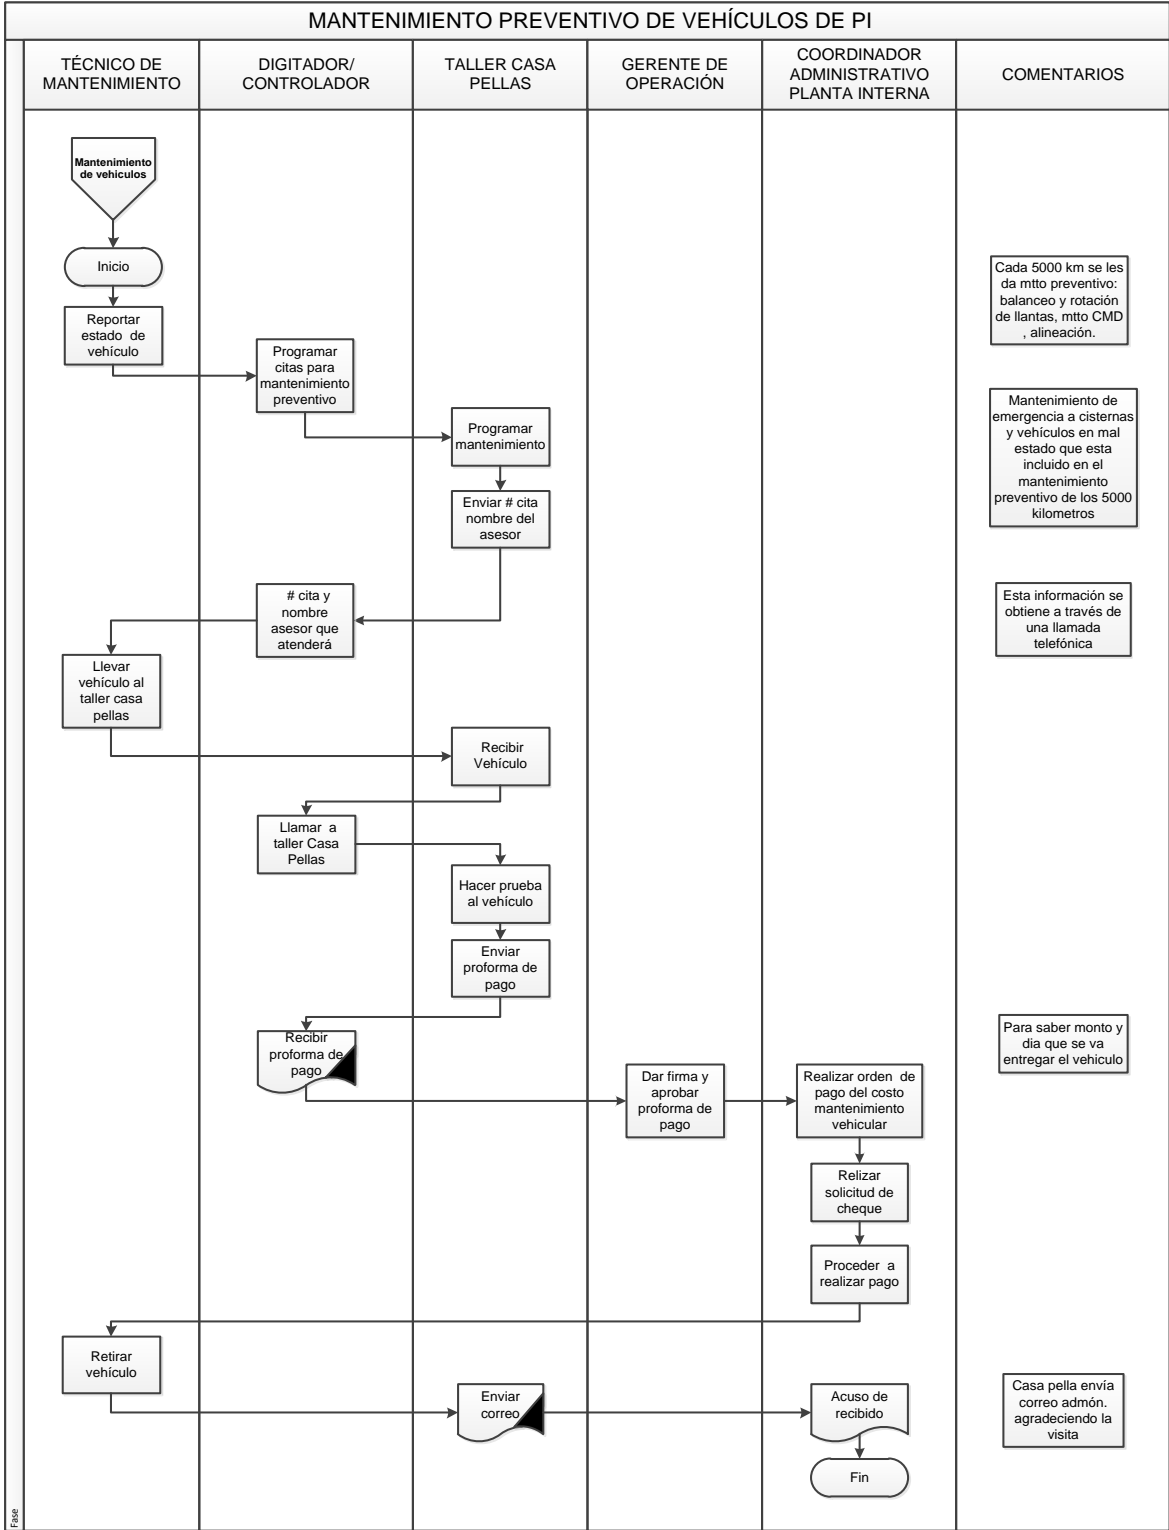 MANTENIMIENTO PREVENTIVO DE VEHÍCULOS DE PI
TÉCNICO DE
MANTENIMIENTO
DIGITADOR/
CONTROLADOR
TALLER CASA
PELLAS
GERENTE DE
OPERACIÓN
COORDINADOR
ADMINISTRATIVO
PLANTA INTERNA
COMENTARIOS
Mantenimiento
de vehiculos
Inicio
Cada 5000 km se les
da mtto preventivo:
balanceo y rotación
de llantas, mtto CMD
, alineación.
Reportar
estado de
vehículo
Programar
citas para
mantenimiento
preventivo
Programar
mantenimiento
Mantenimiento de
emergencia a cisternas
y vehículos en mal
estado que esta
incluido en el
mantenimiento
preventivo de los 5000
kilometros
Enviar # cita
nombre del
asesor
# cita y
nombre
asesor que
atenderá
Esta información se
obtiene a través de
una llamada
telefónica
Llevar
vehículo al
taller casa
pellas
Recibir
Vehículo
Llamar a
taller Casa
Pellas
Hacer prueba
al vehículo
Enviar
proforma de
pago
Recibir
proforma de
pago
Para saber monto y
dia que se va
entregar el vehiculo
Dar firma y
aprobar
proforma de
pago
Realizar orden de
pago del costo
mantenimiento
vehicular
Relizar
solicitud de
cheque
Proceder a
realizar pago
Retirar
vehículo
Enviar
correo
Acuso de
recibido
Casa pella envía
correo admón.
agradeciendo la
visita
Fin
Fase